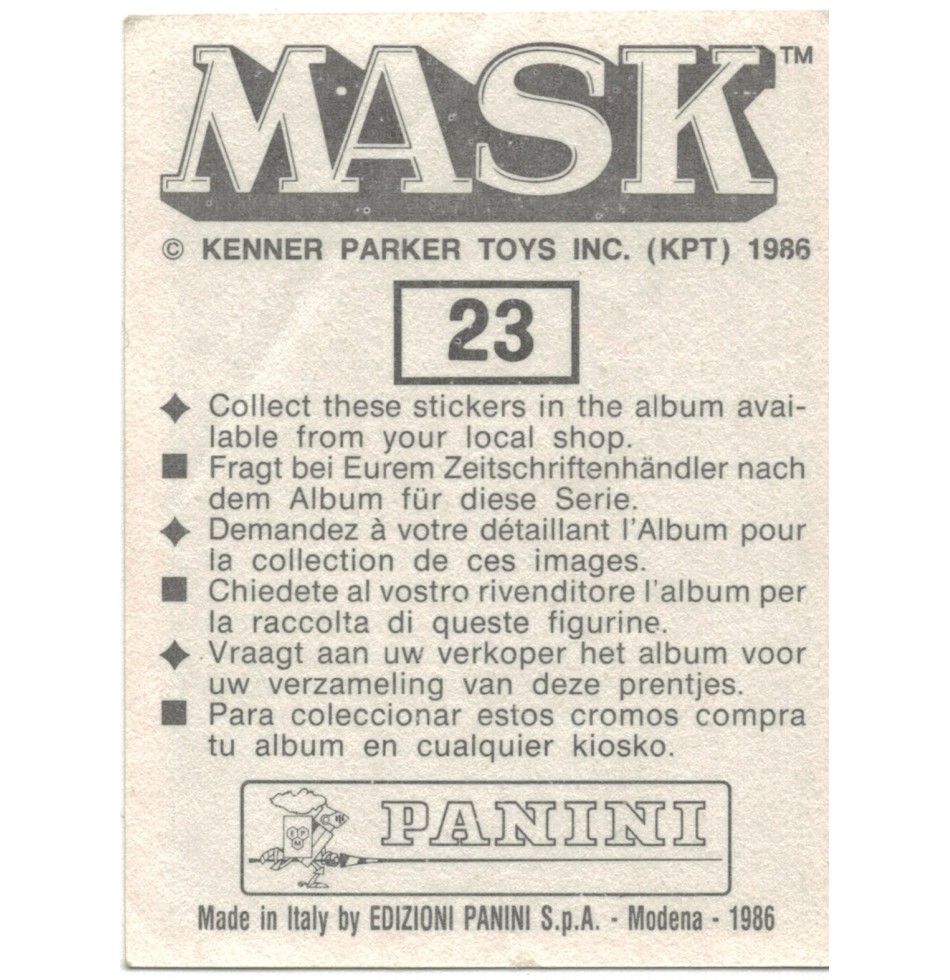 MASK™
© KENNER PARKER TOYS INC. (KPT) 1986
23
Collect these stickers in the album avai-
lable from your local shop.
Fragt bei Eurem Zeitschriftenhändler nach
dem Album für diese Serie.
Demandez à votre détaillant l'Album pour
la collection de ces images.
Chiedete al vostro rivenditore l'album per
la raccolta di queste figurine.
Vraagt aan uw verkoper het album voor
uw verzameling van deze prentjes.
Para coleccionar estos cromos compra
tu album en cualquier kiosko.
PANINI
Made in Italy by EDIZIONI PANINI S.p.A. - Modena - 1986